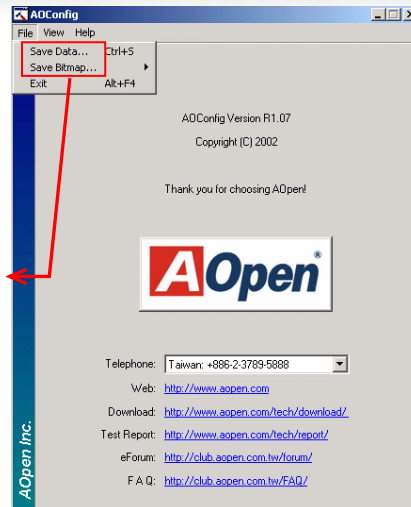 AOConfig
File View Help
Save Data... Ctrl+S
Save Bitmap...
Exit Alt+F4
AOConfig Version R1.07
Copyright (C) 2002
Thank you for choosing AOpen!
AOpen®
Telephone: Taiwan: +886-2-3789-5888
Web: http://www.aopen.com
Download: http://www.aopen.com/tech/download/
Test Report: http://www.aopen.com/tech/report/
eForum: http://club.aopen.com.tw/forum/
F A Q: http://club.aopen.com.tw/FAQ/
AOpen Inc.